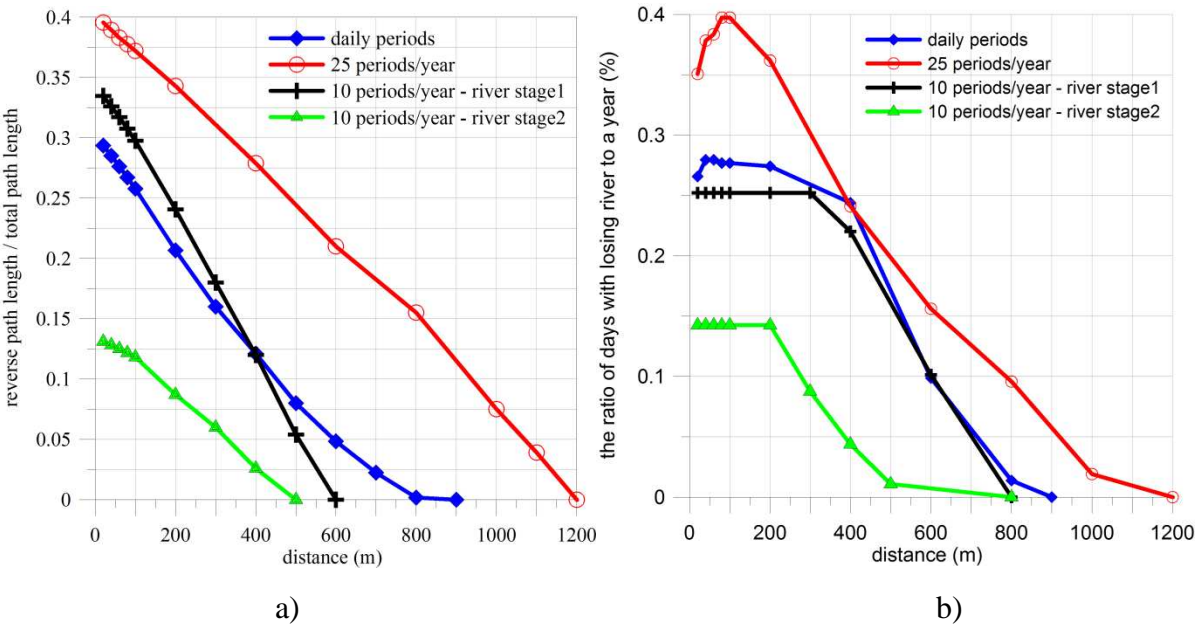 0.4
0.35
0.3
0.25
0.2
0.15
0.1
0.05
0
reverse path length / total path length
daily periods
25 periods/year
10 periods/year - river stage1
10 periods/year - river stage2
0 200 400 600 800 1000 1200
distance (m)
a)
0.4
0.3
0.2
0.1
0
the ratio of days with losing river to a year (%)
daily periods
25 periods/year
10 periods/year - river stage1
10 periods/year - river stage2
0 200 400 600 800 1000 1200
distance (m)
b)